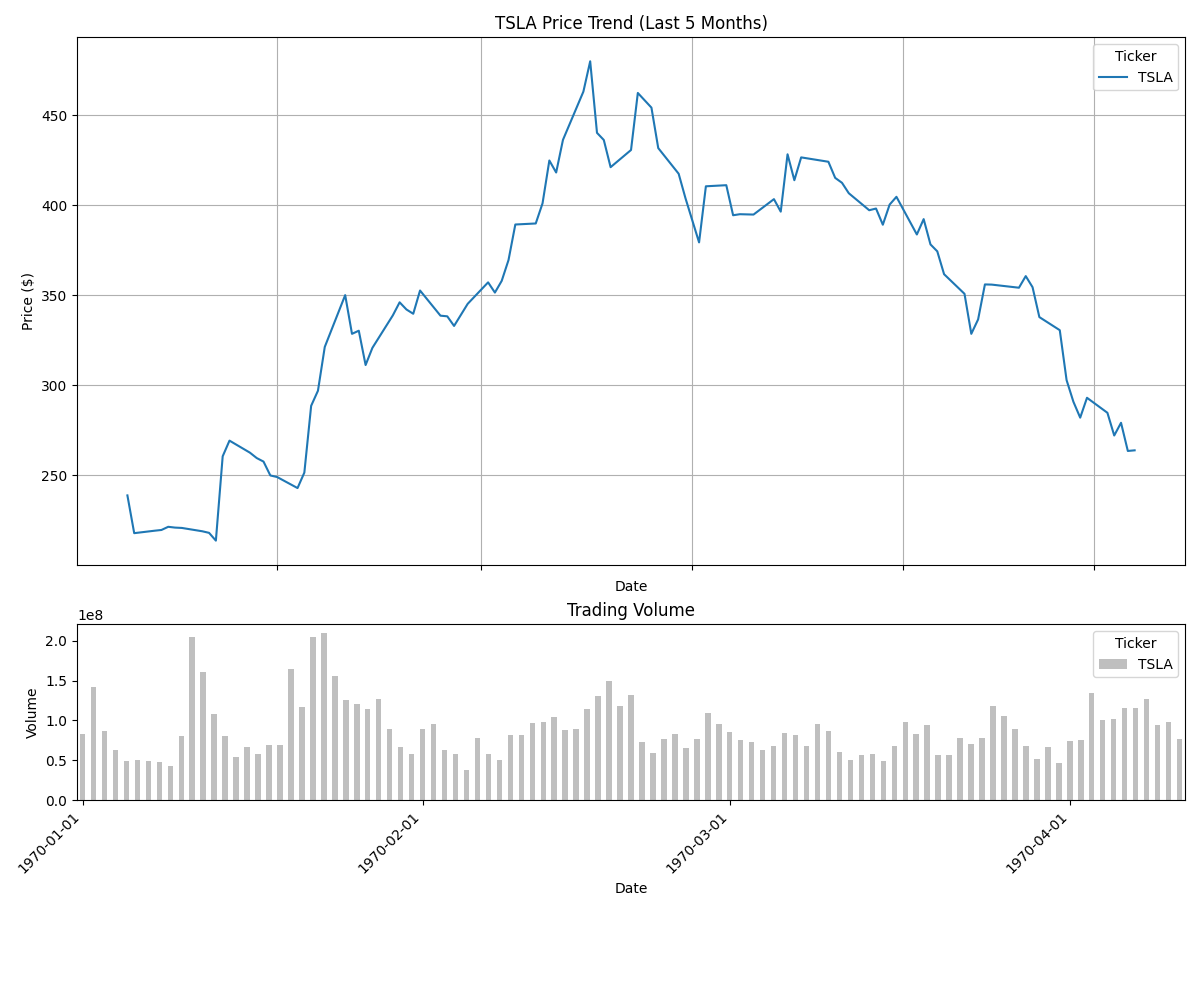 TSLA Price Trend (Last 5 Months)
Ticker
TSLA
450
400
350
300
250
Price ($)
Date
Trading Volume
1e8
Ticker
TSLA
2.0
1.5
1.0
0.5
0.0
Volume
1970-01-01
1970-02-01
1970-03-01
1970-04-01
Date